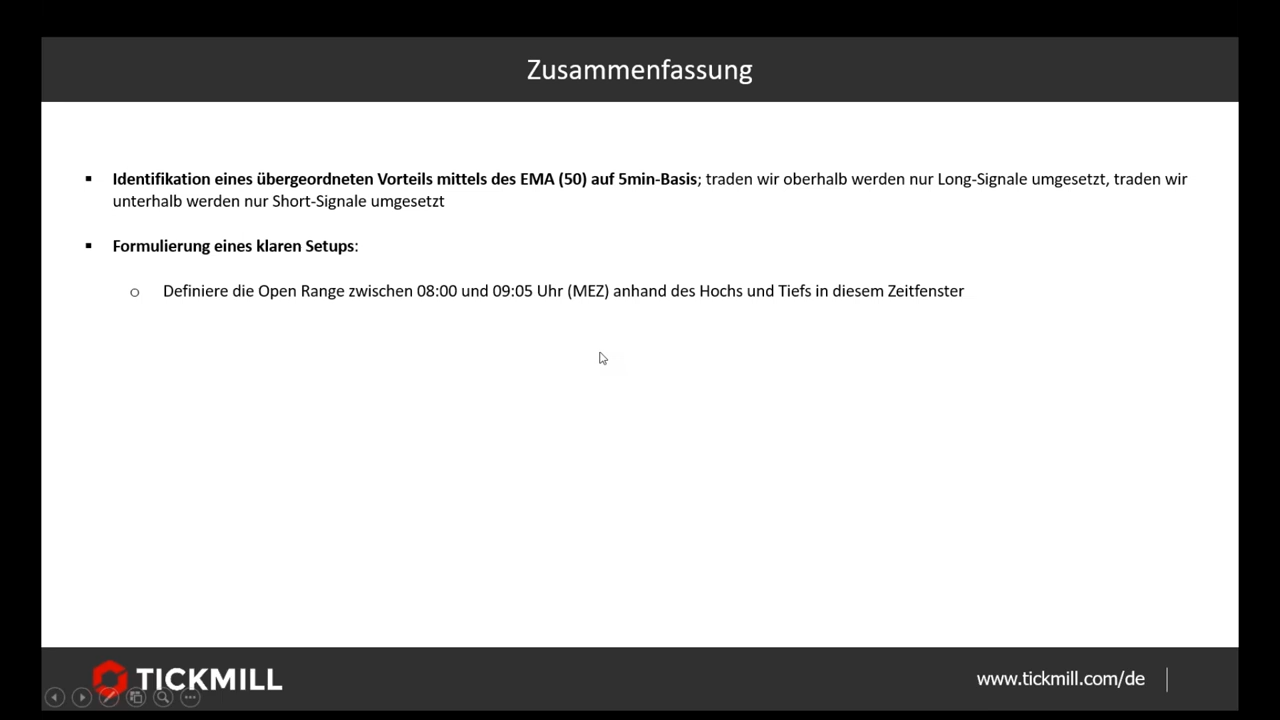 Zusammenfassung
▪ Identifikation eines übergeordneten Vorteils mittels des EMA (50) auf 5min-Basis; traden wir oberhalb werden nur Long-Signale umgesetzt, traden wir
unterhalb werden nur Short-Signale umgesetzt
▪ Formulierung eines klaren Setups:
o Definiere die Open Range zwischen 08:00 und 09:05 Uhr (MEZ) anhand des Hochs und Tiefs in diesem Zeitfenster
TICKMILL
www.tickmill.com/de